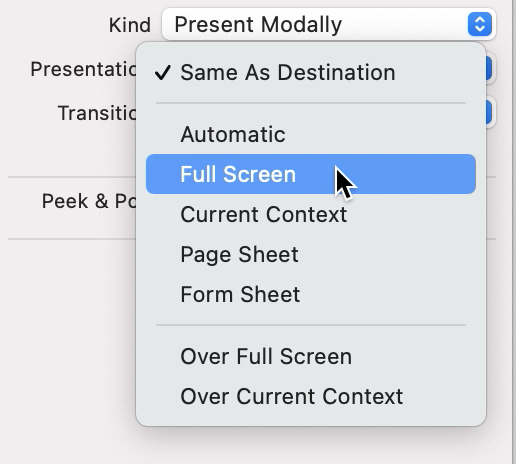 Kind Present Modally
Presentatio
Same As Destination
Transitio
Automatic
Full Screen
Peek & Po
Current Context
Page Sheet
Form Sheet
Over Full Screen
Over Current Context